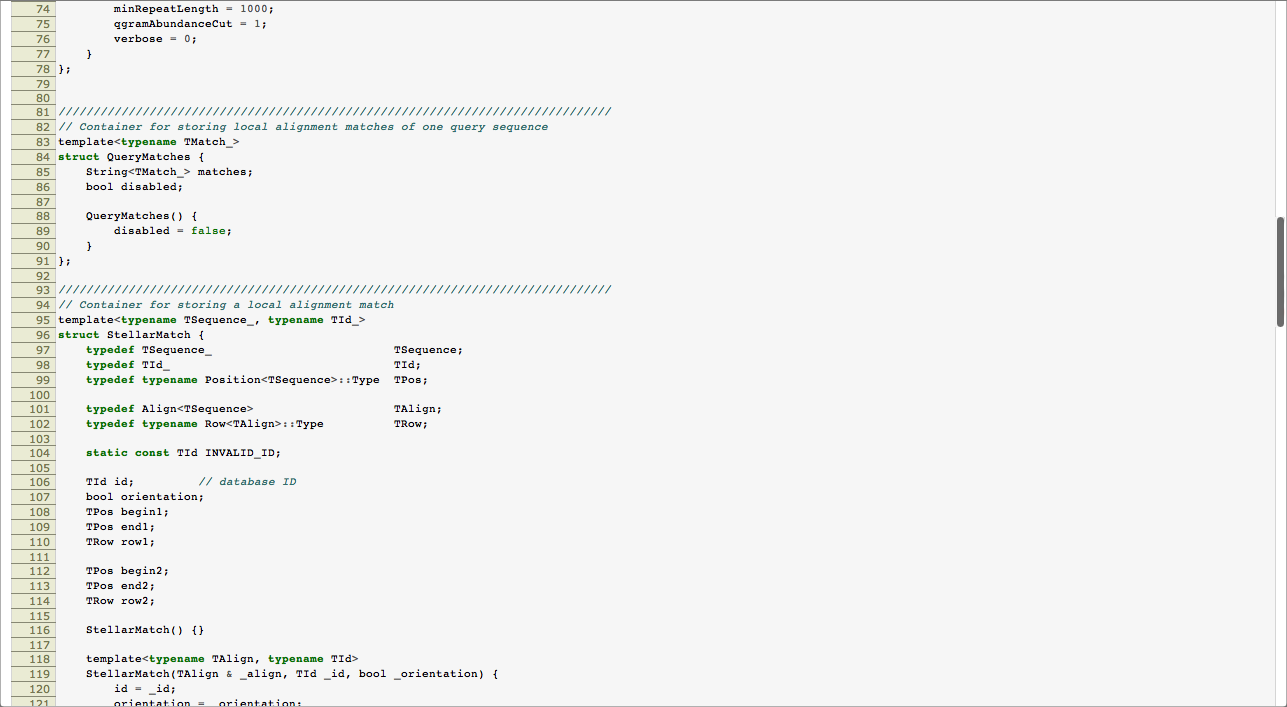 74 minRepeatLength = 1000;
75 qgramAbundanceCut = 1;
76 verbose = 0;
77 }
78 };
79
80
81 ///////////////////////////////////////////////////////////////////////////////
82 // Container for storing local alignment matches of one query sequence
83 template<typename TMatch_>
84 struct QueryMatches {
85 String<TMatch_> matches;
86 bool disabled;
87
88 QueryMatches() {
89 disabled = false;
90 }
91 };
92
93 ///////////////////////////////////////////////////////////////////////////////
94 // Container for storing a local alignment match
95 template<typename TSequence_, typename TId_>
96 struct StellarMatch {
97 typedef TSequence_ TSequence;
98 typedef TId_ TId;
99 typedef typename Position<TSequence>::Type TPos;
100
101 typedef Align<TSequence> TAlign;
102 typedef typename Row<TAlign>::Type TRow;
103
104 static const TId INVALID_ID;
105
106 TId id; // database ID
107 bool orientation;
108 TPos begin1;
109 TPos end1;
110 TRow row1;
111
112 TPos begin2;
113 TPos end2;
114 TRow row2;
115
116 StellarMatch() {}
117
118 template<typename TAlign, typename TId>
119 StellarMatch(TAlign & _align, TId _id, bool _orientation) {
120 id = _id;
121 orientation = _orientation;